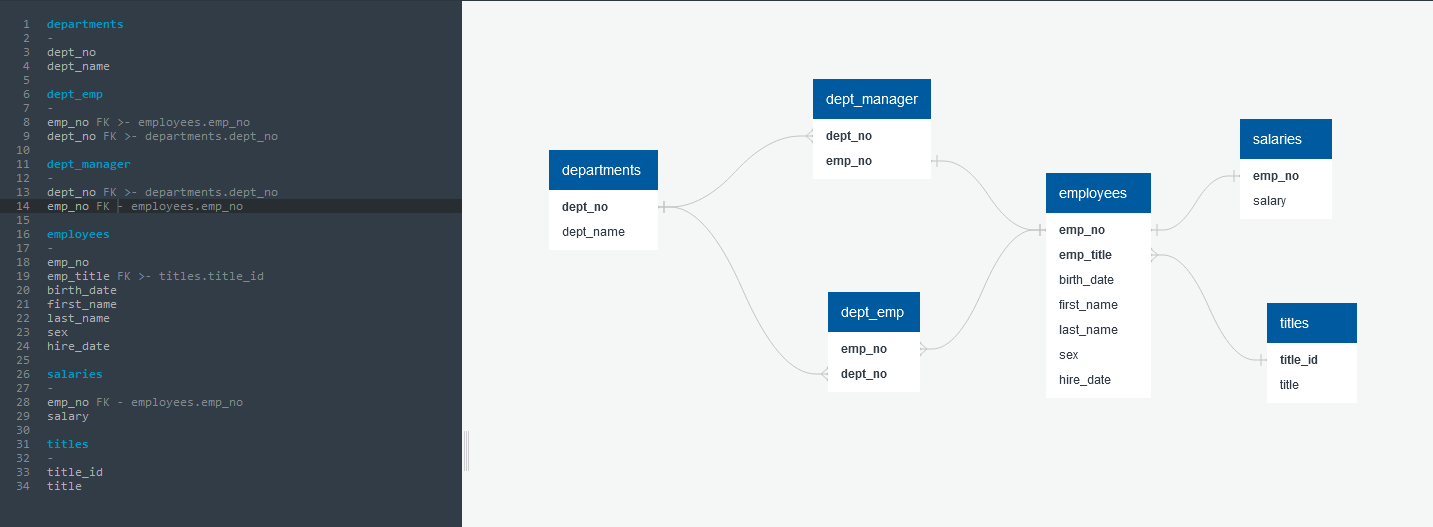 1 departments
2 -
3 dept_no
4 dept_name
5
6 dept_emp
7 -
8 emp_no FK >- employees.emp_no
9 dept_no FK >- departments.dept_no
10
11 dept_manager
12 -
13 dept_no FK >- departments.dept_no
14 emp_no FK - employees.emp_no
15
16 employees
17 -
18 emp_no
19 emp_title FK >- titles.title_id
20 birth_date
21 first_name
22 last_name
23 sex
24 hire_date
25
26 salaries
27 -
28 emp_no FK - employees.emp_no
29 salary
30
31 titles
32 -
33 title_id
34 title
departments
dept_no
dept_name
dept_manager
dept_no
emp_no
dept_emp
emp_no
dept_no
employees
emp_no
emp_title
birth_date
first_name
last_name
sex
hire_date
salaries
emp_no
salary
titles
title_id
title